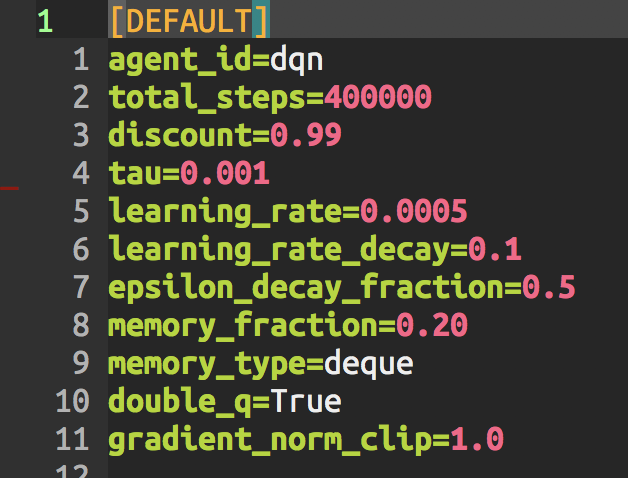 1 [DEFAULT]
1 agent_id=dqn
2 total_steps=400000
3 discount=0.99
4 tau=0.001
5 learning_rate=0.0005
6 learning_rate_decay=0.1
7 epsilon_decay_fraction=0.5
8 memory_fraction=0.20
9 memory_type=deque
10 double_q=True
11 gradient_norm_clip=1.0
12